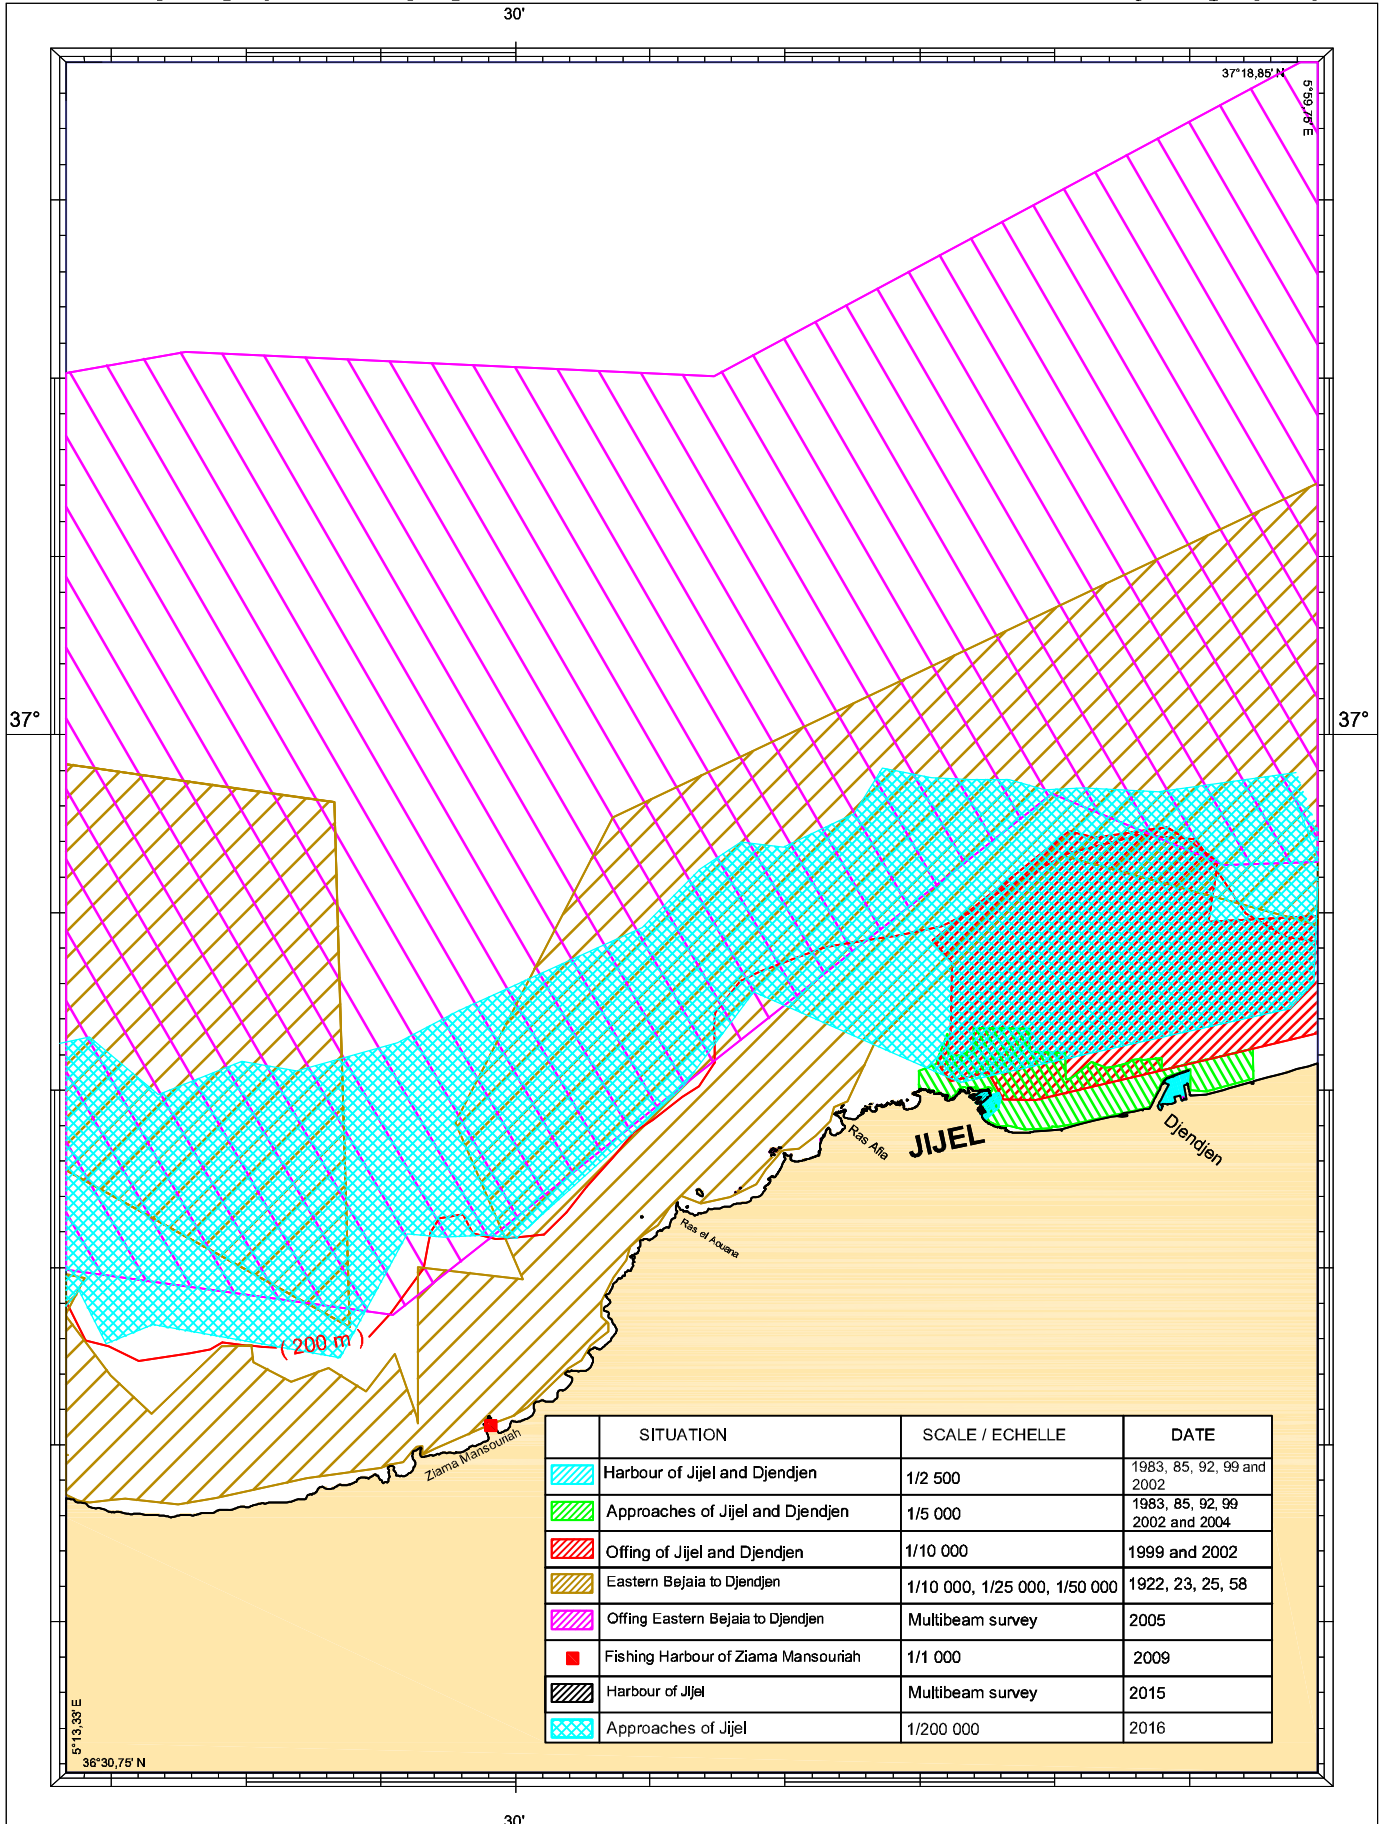 30'
37°18,85' N
5°59,75' E
37°
37°
( 200 m )
Ras Afia
JIJEL
Djendjen
Ras el Aouana
Ziama Mansouriah
SITUATION SCALE / ECHELLE DATE
Harbour of Jijel and Djendjen 1/2 500 1983, 85, 92, 99 and
2002
Approaches of Jijel and Djendjen 1/5 000 1983, 85, 92, 99
2002 and 2004
Offing of Jijel and Djendjen 1/10 000 1999 and 2002
Eastern Bejaia to Djendjen 1/10 000, 1/25 000, 1/50 000 1922, 23, 25, 58
Offing Eastern Bejaia to Djendjen Multibeam survey 2005
Fishing Harbour of Ziama Mansouriah 1/1 000 2009
Harbour of Jijel Multibeam survey 2015
Approaches of Jijel 1/200 000 2016
5°13,33' E
36°30,75' N
30'